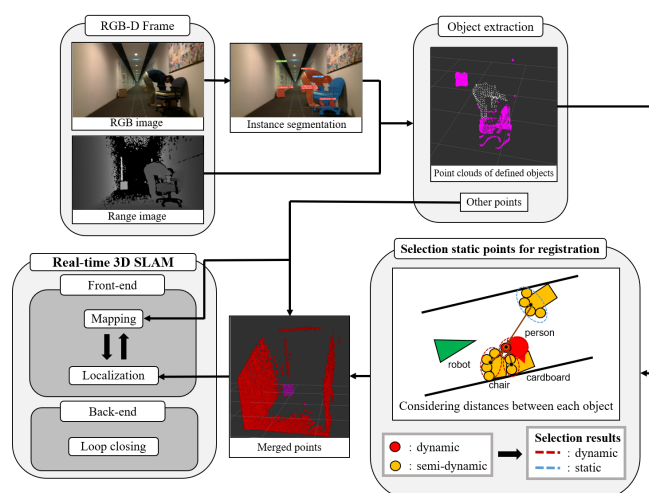 RGB-D Frame
RGB image
Range image
Instance segmentation
Object extraction
Point clouds of defined objects
Other points
Real-time 3D SLAM
Front-end
Mapping
Localization
Back-end
Loop closing
Merged points
Selection static points for registration
person
robot
chair
cardboard
Considering distances between each object
: dynamic
: semi-dynamic
Selection results
: dynamic
: static